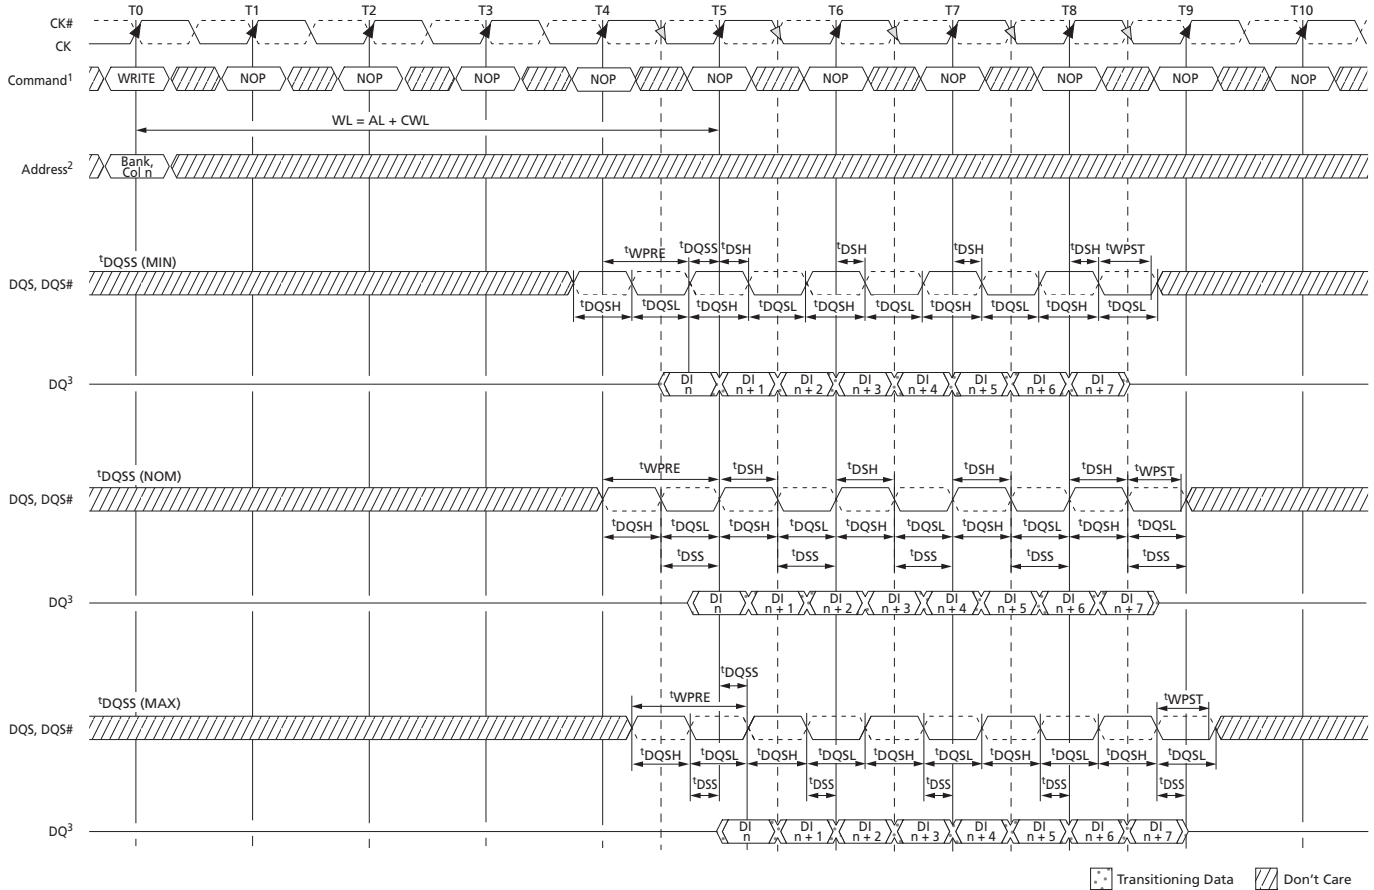 T0 T1 T2 T3 T4 T5 T6 T7 T8 T9 T10
CK#
CK
Command1 WRITE NOP NOP NOP NOP NOP NOP NOP NOP NOP NOP
WL = AL + CWL
Address2 Bank, Col n
tDQSS (MIN) tWPRE tDQSS tDSH tDSH tDSH tDSH tWPST
DQS, DQS#
tDQSH tDQSL tDQSH tDQSL tDQSH tDQSL tDQSH tDQSL tDQSH tDQSL
DQ3 DI n DI n + 1 DI n + 2 DI n + 3 DI n + 4 DI n + 5 DI n + 6 DI n + 7
tDQSS (NOM) tWPRE tDSH tDSH tDSH tDSH tWPST
DQS, DQS#
tDQSH tDQSL tDQSH tDQSL tDQSH tDQSL tDQSH tDQSL tDQSH tDQSL
tDSS tDSS tDSS tDSS tDSS
DQ3 DI n DI n + 1 DI n + 2 DI n + 3 DI n + 4 DI n + 5 DI n + 6 DI n + 7
tDQSS
tDQSS (MAX) tWPRE tWPST
DQS, DQS#
tDQSH tDQSL tDQSH tDQSL tDQSH tDQSL tDQSH tDQSL tDQSH tDQSL
tDSS tDSS tDSS tDSS tDSS
DQ3 DI n DI n + 1 DI n + 2 DI n + 3 DI n + 4 DI n + 5 DI n + 6 DI n + 7
Transitioning Data Don't Care